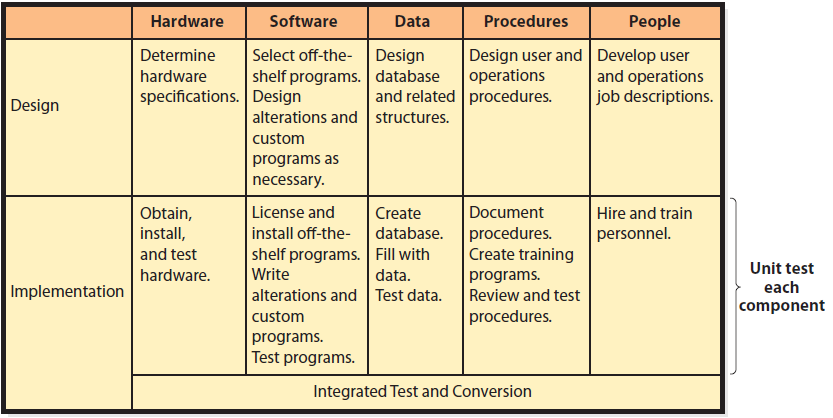 Hardware
Software
Data
Procedures
People
Design
Determine
hardware
specifications.
Select off-the-
shelf programs.
Design
alterations and
custom
programs as
necessary.
Design
database
and related
structures.
Design user and
operations
procedures.
Develop user
and operations
job descriptions.
Implementation
Obtain,
install,
and test
hardware.
License and
install off-the-
shelf programs.
Write
alterations and
custom
programs.
Test programs.
Create
database.
Fill with
data.
Test data.
Document
procedures.
Create training
programs.
Review and test
procedures.
Hire and train
personnel.
Unit test
each
component
Integrated Test and Conversion